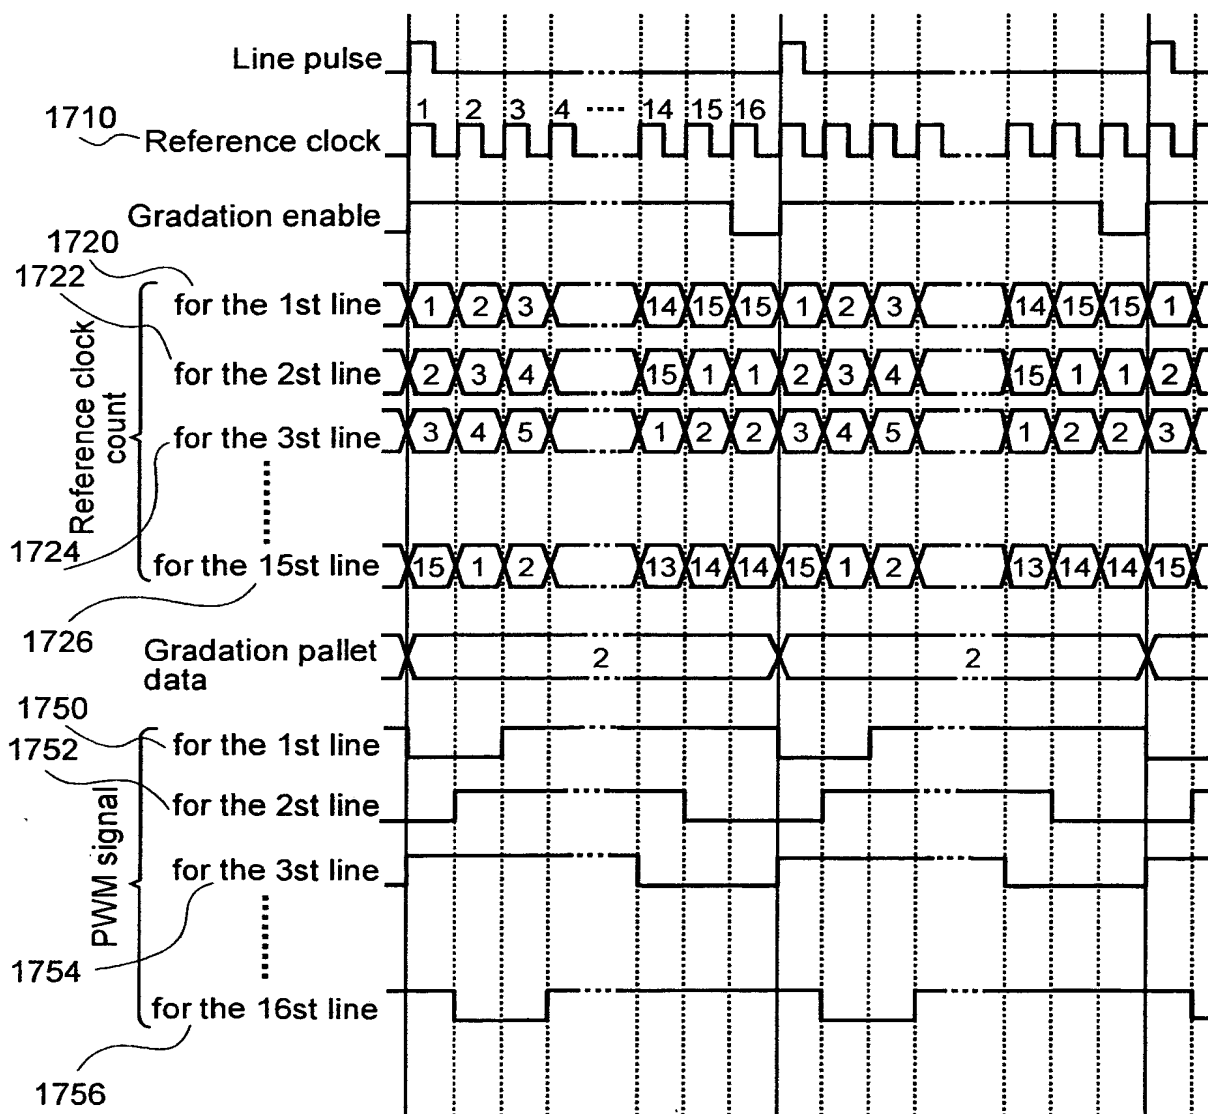 Line pulse
1 2 3 4 14 15 16
1710 Reference clock
Gradation enable
1720
1722
Reference clock
count
for the 1st line 1 2 3 14 15 15 1 2 3 14 15 15 1
for the 2st line 2 3 4 15 1 1 2 3 4 15 1 1 2
for the 3st line 3 4 5 1 2 2 3 4 5 1 2 2 3
1724
for the 15st line 15 1 2 13 14 14 15 1 2 13 14 14 15
1726
Gradation pallet
data
2 2
1750
1752
PWM signal
for the 1st line
for the 2st line
for the 3st line
1754
for the 16st line
1756